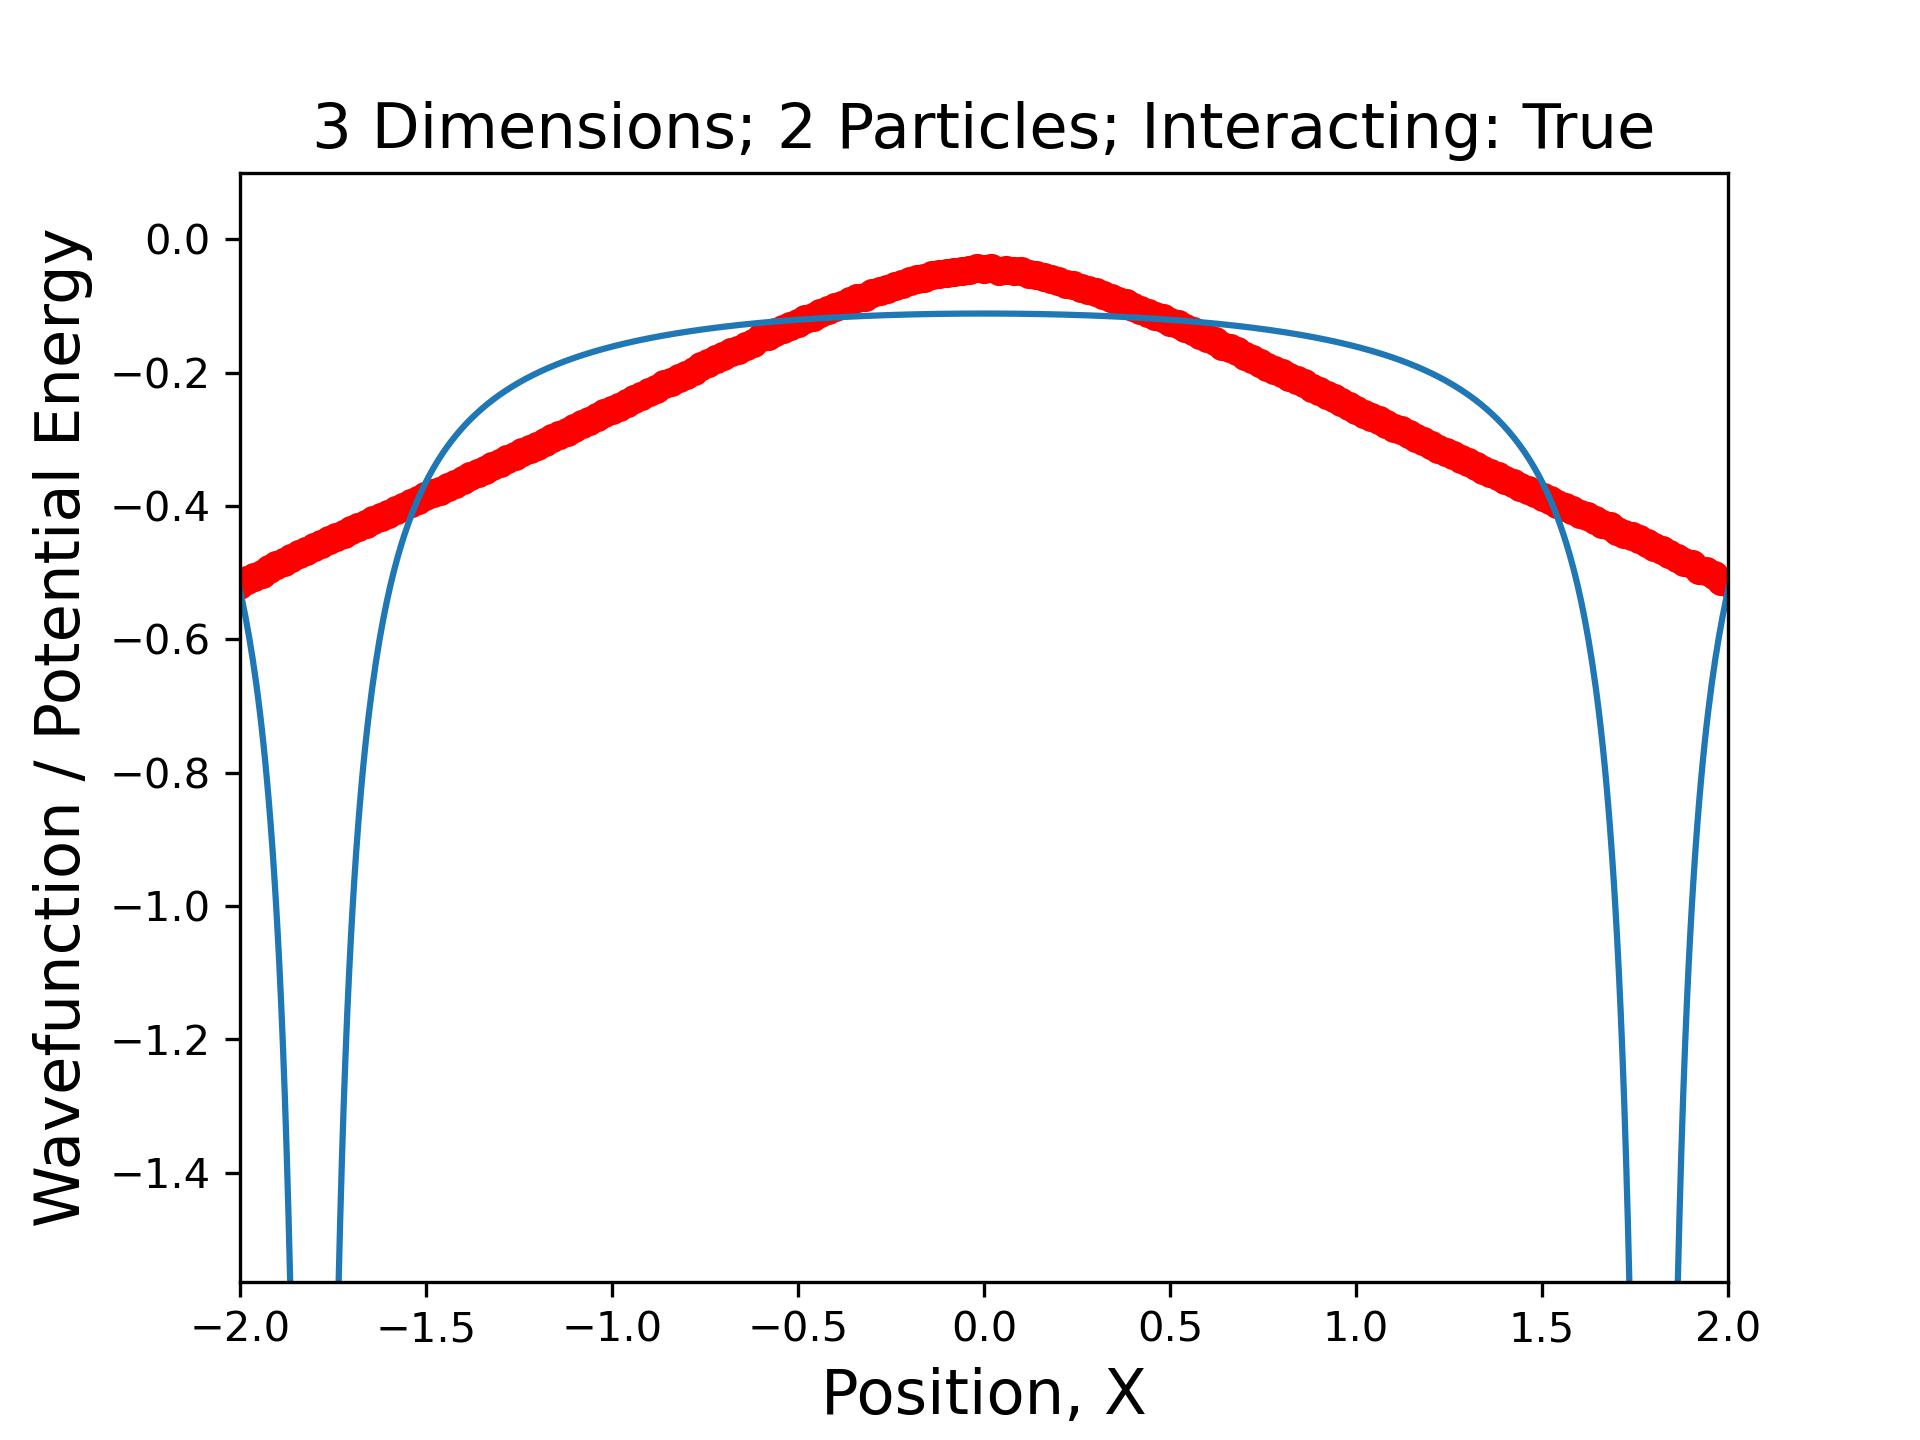 3 Dimensions; 2 Particles; Interacting: True
Wavefunction / Potential Energy
0.0
−0.2
−0.4
−0.6
−0.8
−1.0
−1.2
−1.4
−2.0 −1.5 −1.0 −0.5 0.0 0.5 1.0 1.5 2.0
Position, X